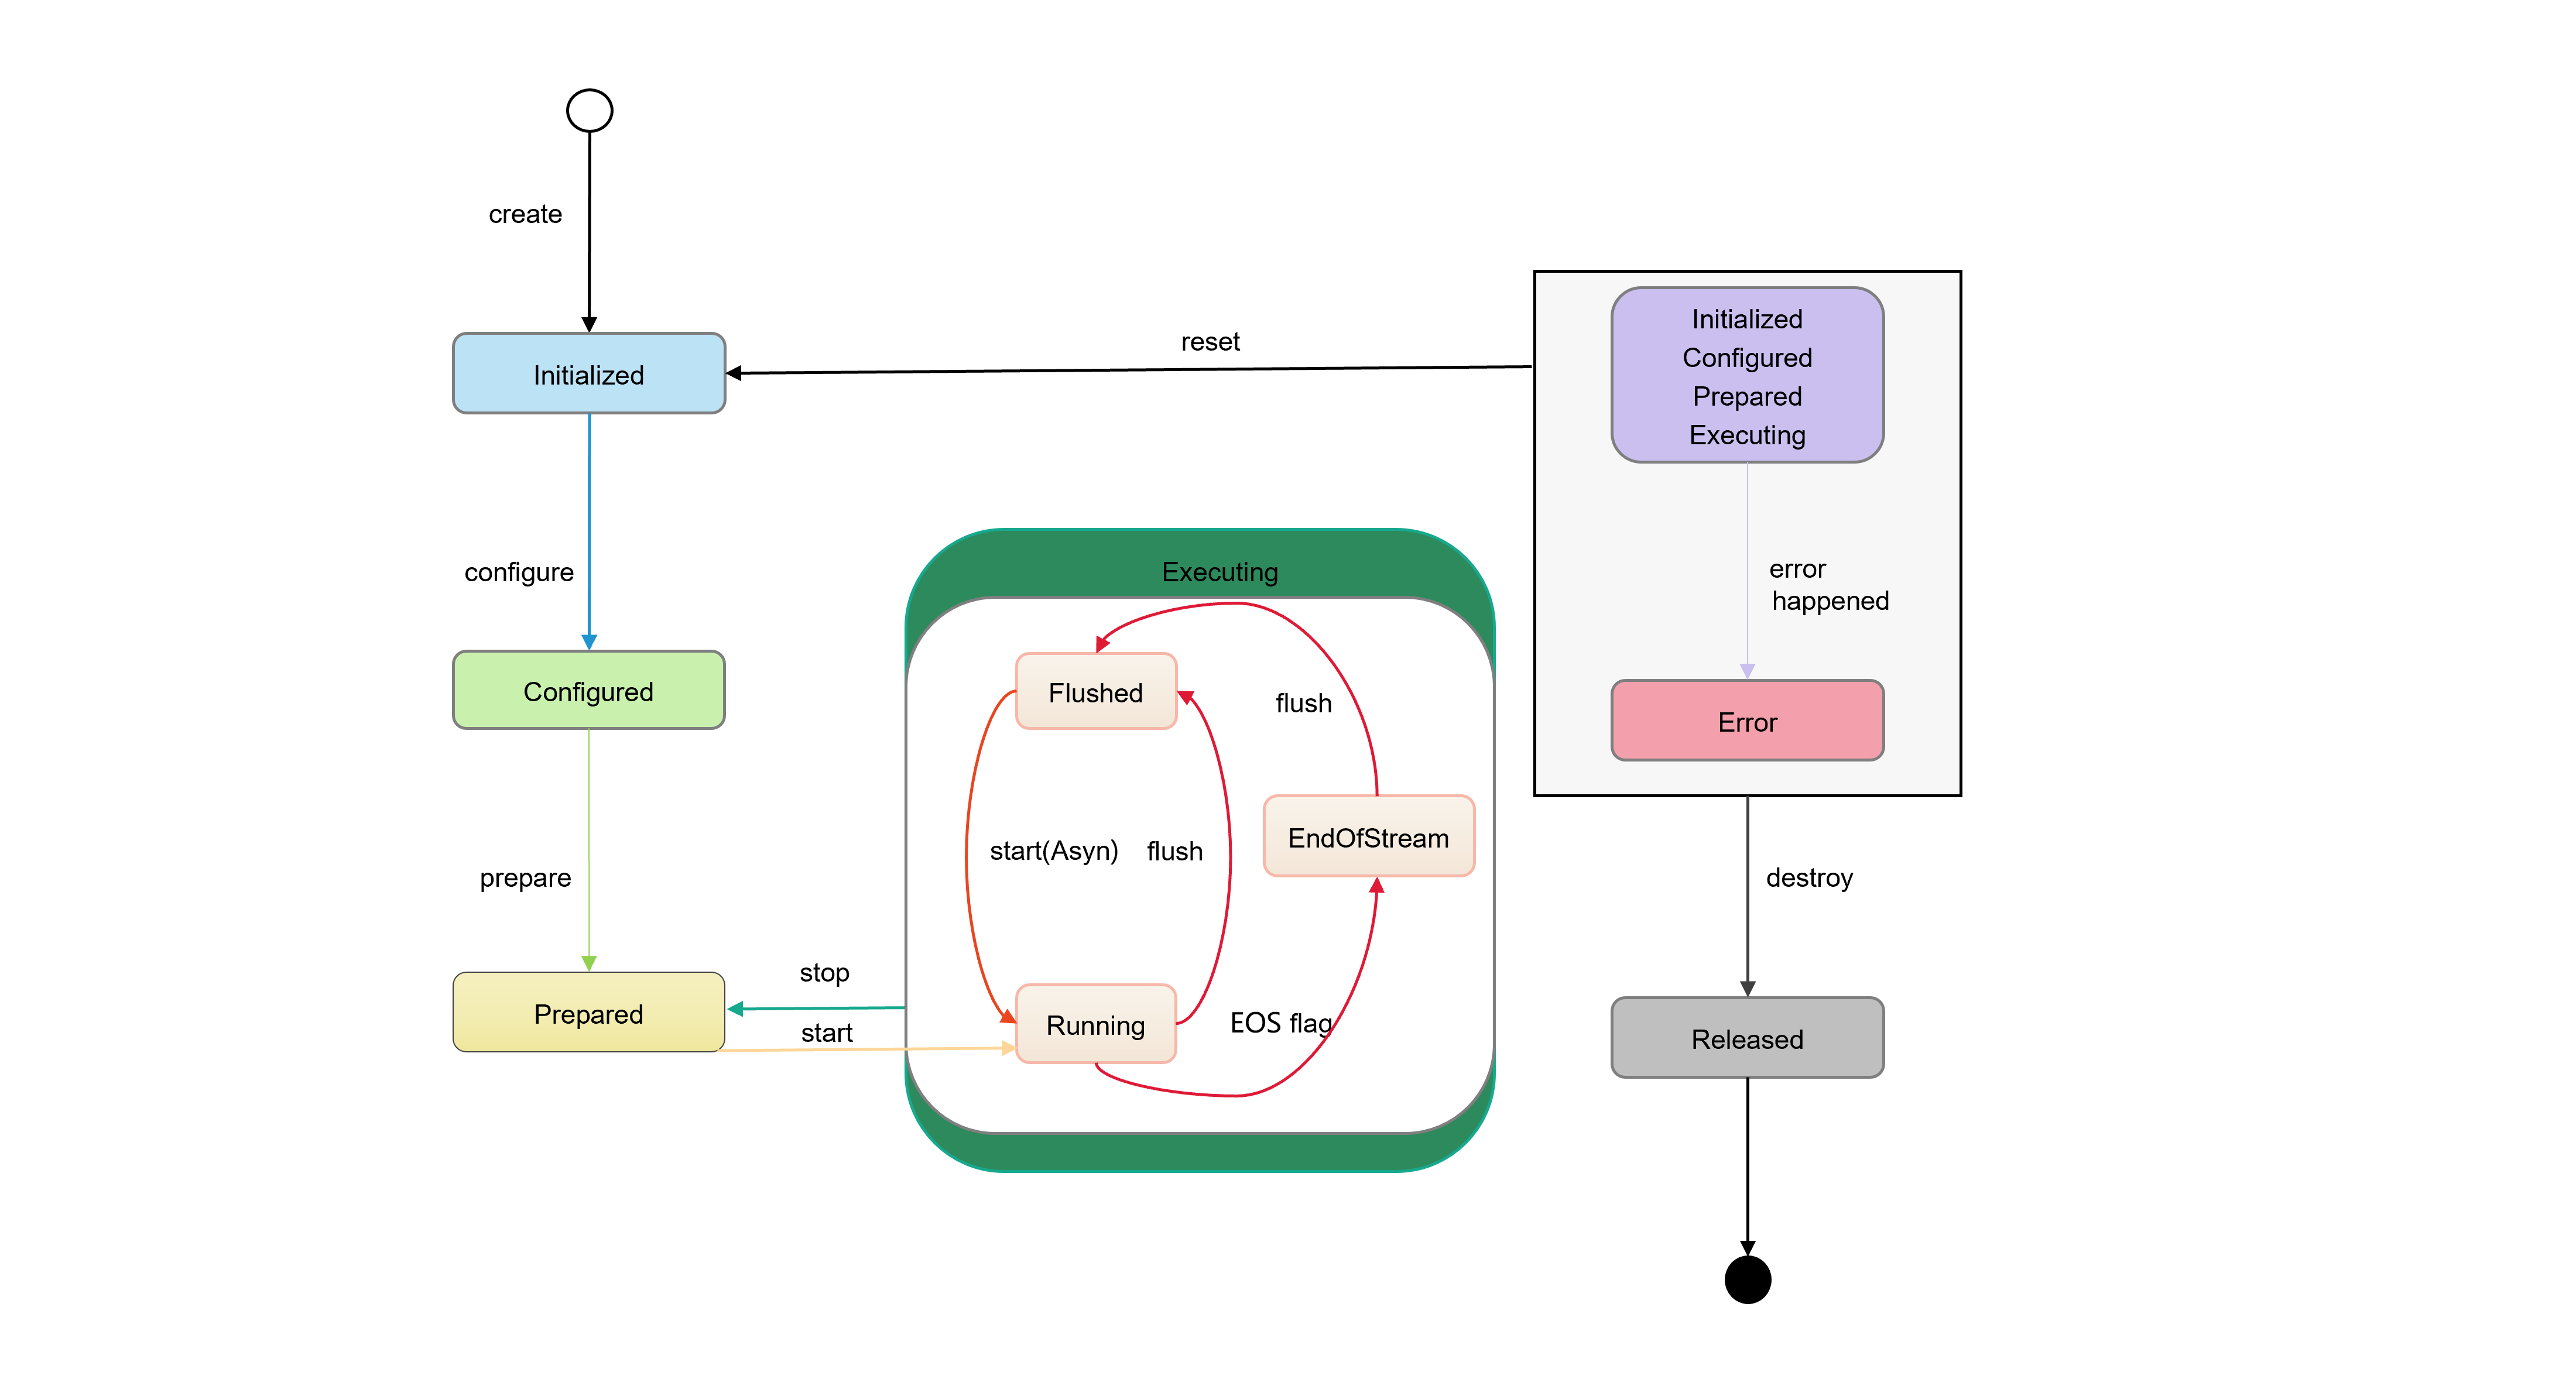 create
Initialized
reset
Initialized
Configured
Prepared
Executing
configure
Executing
error
happened
Configured
Flushed
flush
Error
start(Asyn)
flush
EndOfStream
prepare
destroy
stop
Prepared
start
Running
EOS flag
Released